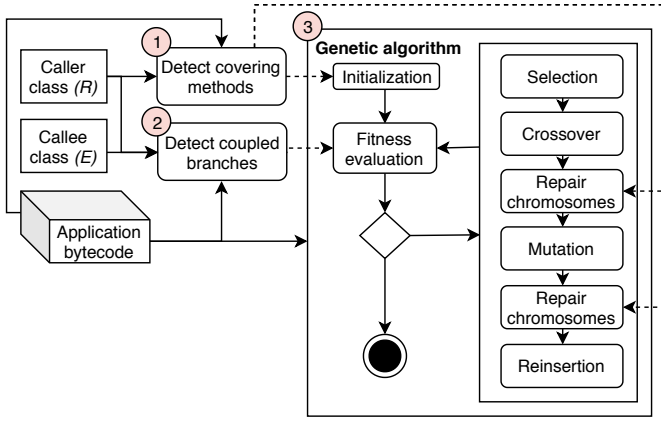 1
Detect covering
methods
Caller
class (R)
2
Detect coupled
branches
Callee
class (E)
Application
bytecode
3
Genetic algorithm
Initialization
Fitness
evaluation
Selection
Crossover
Repair
chromosomes
Mutation
Repair
chromosomes
Reinsertion